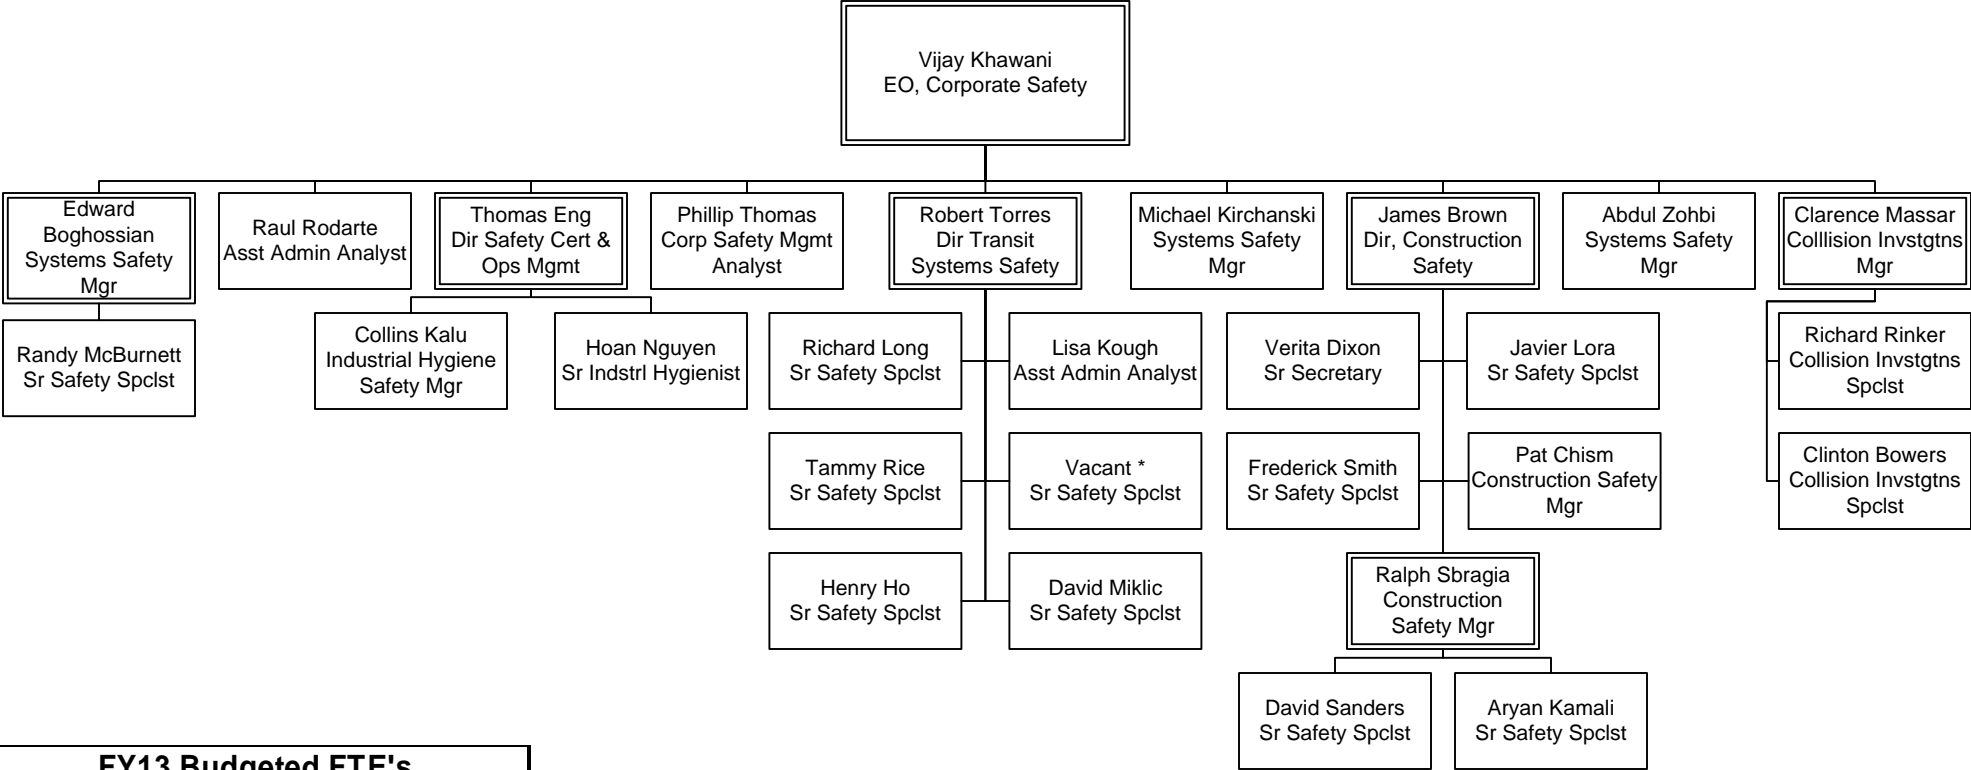 Vijay Khawani
EO, Corporate Safety
Edward
Boghossian
Systems Safety
Mgr
Raul Rodarte
Asst Admin Analyst
Thomas Eng
Dir Safety Cert &
Ops Mgmt
Phillip Thomas
Corp Safety Mgmt
Analyst
Robert Torres
Dir Transit
Systems Safety
Michael Kirchanski
Systems Safety
Mgr
James Brown
Dir, Construction
Safety
Abdul Zohbi
Systems Safety
Mgr
Clarence Massar
Colllision Invstgtns
Mgr
Randy McBurnett
Sr Safety Spclst
Collins Kalu
Industrial Hygiene
Safety Mgr
Hoan Nguyen
Sr Indstrl Hygienist
Richard Long
Sr Safety Spclst
Lisa Kough
Asst Admin Analyst
Verita Dixon
Sr Secretary
Javier Lora
Sr Safety Spclst
Richard Rinker
Collision Invstgtns
Spclst
Tammy Rice
Sr Safety Spclst
Vacant *
Sr Safety Spclst
Frederick Smith
Sr Safety Spclst
Pat Chism
Construction Safety
Mgr
Clinton Bowers
Collision Invstgtns
Spclst
Henry Ho
Sr Safety Spclst
David Miklic
Sr Safety Spclst
Ralph Sbragia
Construction
Safety Mgr
David Sanders
Sr Safety Spclst
Aryan Kamali
Sr Safety Spclst
FY13 Budgeted FTE's